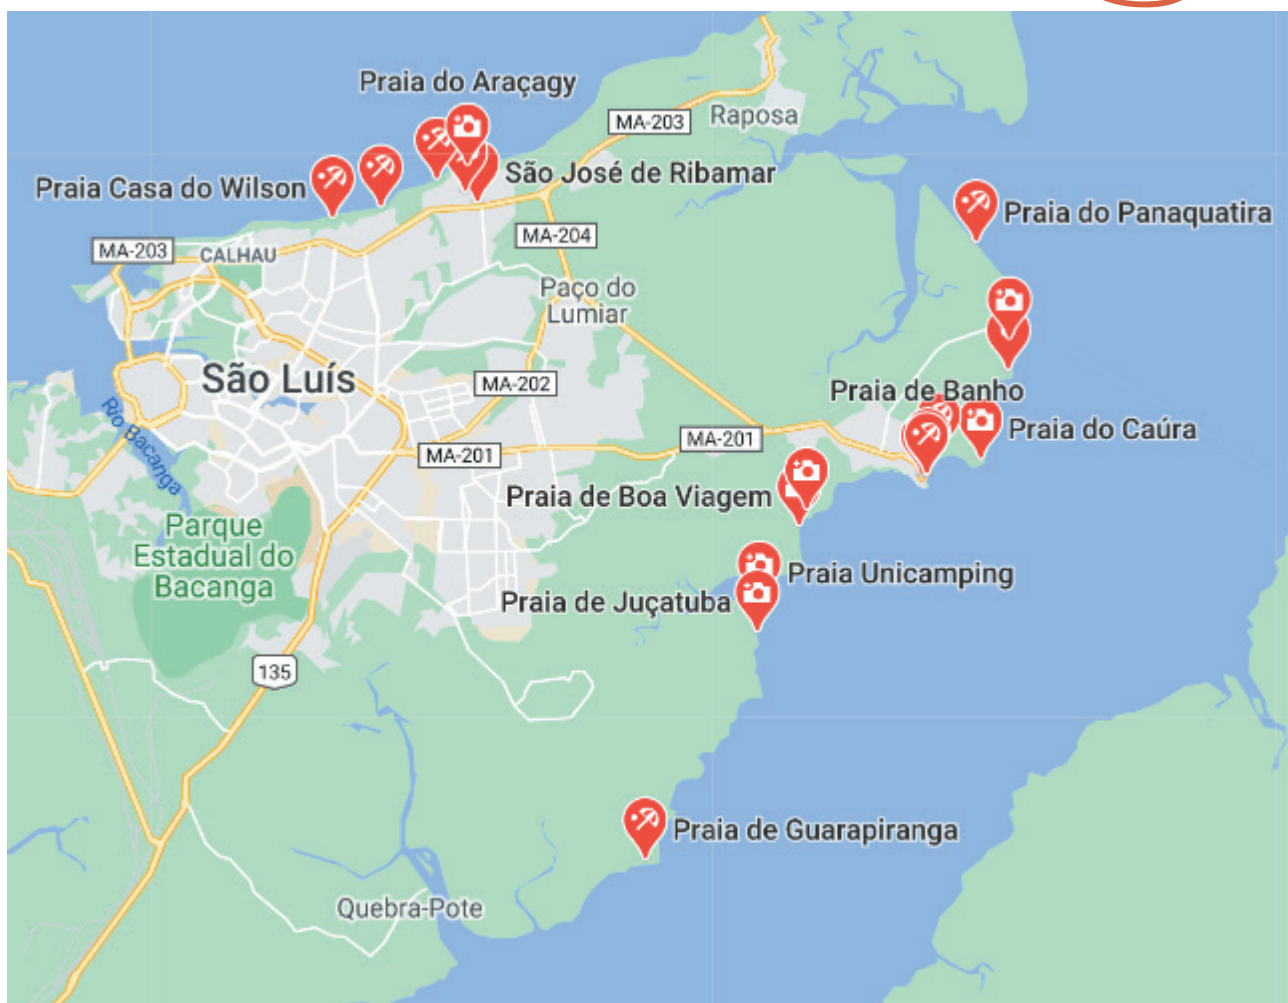 Praia do Araçagy
MA-203
Raposa
São José de Ribamar
Praia Casa do Wilson
Praia do Panaquatira
MA-203
CALHAU
MA-204
Paço do
Lumiar
São Luís
MA-202
Praia de Banho
Rio Bacanga
MA-201
Praia do Caúra
MA-201
Praia de Boa Viagem
Parque
Estadual do
Bacanga
Praia Unicamping
Praia de Juçatuba
135
Praia de Guarapiranga
Quebra-Pote